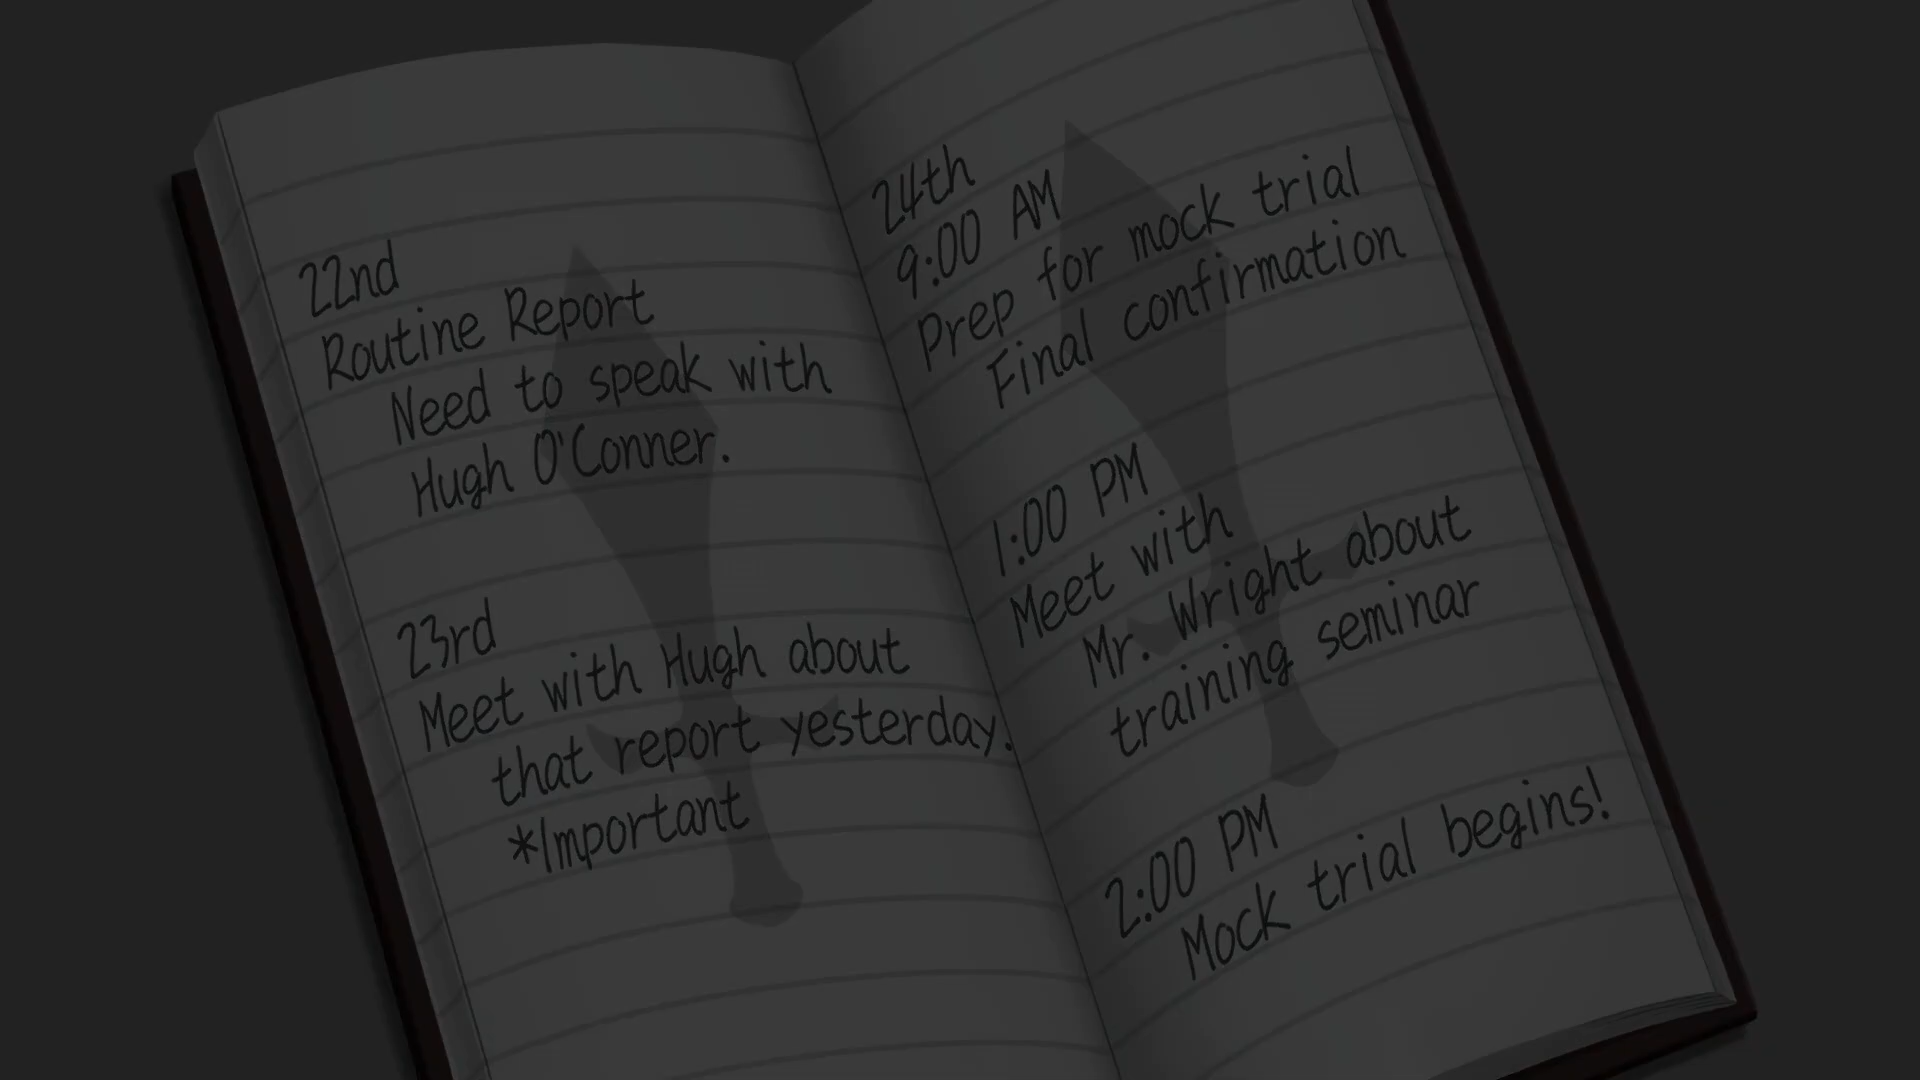 22nd
Routine Report
Need to speak with
Hugh O'Conner.
23rd
Meet with Hugh about
that report yesterday.
*Important
24th
9:00 AM
Prep for mock trial
Final confirmation
1:00 PM
Meet with
Mr. Wright about
training seminar
2:00 PM
Mock trial begins!